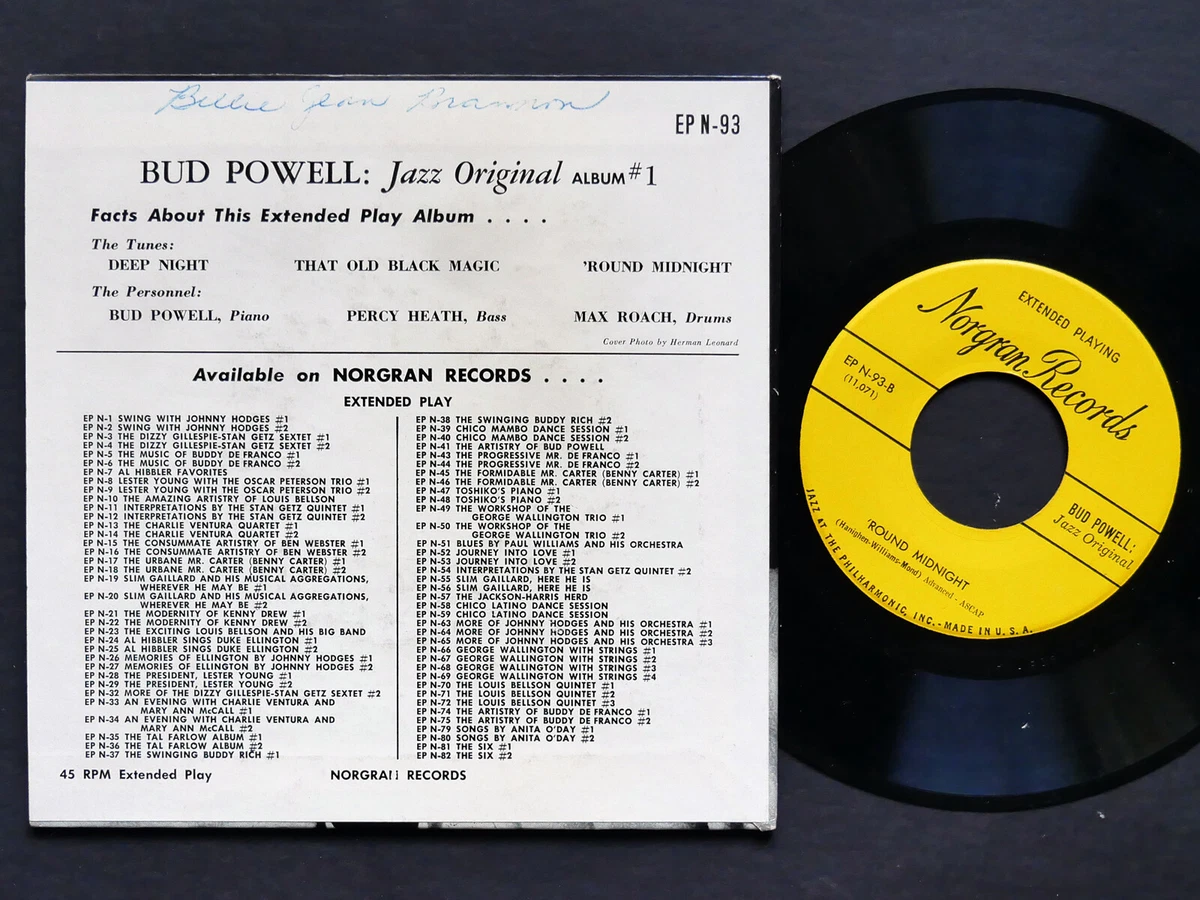 Billie Jean Brannon
EP N-93
BUD POWELL: Jazz Original ALBUM #1
Facts About This Extended Play Album . . . .
The Tunes:
DEEP NIGHT THAT OLD BLACK MAGIC 'ROUND MIDNIGHT
The Personnel:
BUD POWELL, Piano PERCY HEATH, Bass MAX ROACH, Drums
Cover Photo by Herman Leonard
Available on NORGRAN RECORDS . . . .
EXTENDED PLAY
EP N-1 SWING WITH JOHNNY HODGES #1
EP N-2 SWING WITH JOHNNY HODGES #2
EP N-3 THE DIZZY GILLESPIE-STAN GETZ SEXTET #1
EP N-4 THE DIZZY GILLESPIE-STAN GETZ SEXTET #2
EP N-5 THE MUSIC OF BUDDY DE FRANCO #1
EP N-6 THE MUSIC OF BUDDY DE FRANCO #2
EP N-7 AL HIBBLER FAVORITES
EP N-8 LESTER YOUNG WITH THE OSCAR PETERSON TRIO #1
EP N-9 LESTER YOUNG WITH THE OSCAR PETERSON TRIO #2
EP N-10 THE AMAZING ARTISTRY OF LOUIS BELLSON
EP N-11 INTERPRETATIONS BY THE STAN GETZ QUINTET #1
EP N-12 INTERPRETATIONS BY THE STAN GETZ QUINTET #2
EP N-13 THE CHARLIE VENTURA QUARTET #1
EP N-14 THE CHARLIE VENTURA QUARTET #2
EP N-15 THE CONSUMMATE ARTISTRY OF BEN WEBSTER #1
EP N-16 THE CONSUMMATE ARTISTRY OF BEN WEBSTER #2
EP N-17 THE URBANE MR. CARTER (BENNY CARTER) #1
EP N-18 THE URBANE MR. CARTER (BENNY CARTER) #2
EP N-19 SLIM GAILLARD AND HIS MUSICAL AGGREGATIONS,
WHEREVER HE MAY BE #1
EP N-20 SLIM GAILLARD AND HIS MUSICAL AGGREGATIONS,
WHEREVER HE MAY BE #2
EP N-21 THE MODERNITY OF KENNY DREW #1
EP N-22 THE MODERNITY OF KENNY DREW #2
EP N-23 THE EXCITING LOUIS BELLSON AND HIS BIG BAND
EP N-24 AL HIBBLER SINGS DUKE ELLINGTON #1
EP N-25 AL HIBBLER SINGS DUKE ELLINGTON #2
EP N-26 MEMORIES OF ELLINGTON BY JOHNNY HODGES #1
EP N-27 MEMORIES OF ELLINGTON BY JOHNNY HODGES #2
EP N-28 THE PRESIDENT, LESTER YOUNG #1
EP N-29 THE PRESIDENT, LESTER YOUNG #2
EP N-32 MORE OF THE DIZZY GILLESPIE-STAN GETZ SEXTET #2
EP N-33 AN EVENING WITH CHARLIE VENTURA AND
MARY ANN McCALL #1
EP N-34 AN EVENING WITH CHARLIE VENTURA AND
MARY ANN McCALL #2
EP N-35 THE TAL FARLOW ALBUM #1
EP N-36 THE TAL FARLOW ALBUM #2
EP N-37 THE SWINGING BUDDY RICH #1
EP N-38 THE SWINGING BUDDY RICH #2
EP N-39 CHICO MAMBO DANCE SESSION #1
EP N-40 CHICO MAMBO DANCE SESSION #2
EP N-41 THE ARTISTRY OF BUD POWELL
EP N-43 THE PROGRESSIVE MR. DE FRANCO #1
EP N-44 THE PROGRESSIVE MR. DE FRANCO #2
EP N-45 THE FORMIDABLE MR. CARTER (BENNY CARTER) #1
EP N-46 THE FORMIDABLE MR. CARTER (BENNY CARTER) #2
EP N-47 TOSHIKO'S PIANO #1
EP N-48 TOSHIKO'S PIANO #2
EP N-49 THE WORKSHOP OF THE
GEORGE WALLINGTON TRIO #1
EP N-50 THE WORKSHOP OF THE
GEORGE WALLINGTON TRIO #2
EP N-51 BLUES BY PAUL WILLIAMS AND HIS ORCHESTRA
EP N-52 JOURNEY INTO LOVE #1
EP N-53 JOURNEY INTO LOVE #2
EP N-54 INTERPRETATIONS BY THE STAN GETZ QUINTET #2
EP N-55 SLIM GAILLARD, HERE HE IS
EP N-56 SLIM GAILLARD, HERE HE IS
EP N-57 THE JACKSON-HARRIS HERD
EP N-58 CHICO LATINO DANCE SESSION
EP N-59 CHICO LATINO DANCE SESSION
EP N-63 MORE OF JOHNNY HODGES AND HIS ORCHESTRA #1
EP N-64 MORE OF JOHNNY HODGES AND HIS ORCHESTRA #2
EP N-65 MORE OF JOHNNY HODGES AND HIS ORCHESTRA #3
EP N-66 GEORGE WALLINGTON WITH STRINGS #1
EP N-67 GEORGE WALLINGTON WITH STRINGS #2
EP N-68 GEORGE WALLINGTON WITH STRINGS #3
EP N-69 GEORGE WALLINGTON WITH STRINGS #4
EP N-70 THE LOUIS BELLSON QUINTET #1
EP N-71 THE LOUIS BELLSON QUINTET #2
EP N-72 THE LOUIS BELLSON QUINTET #3
EP N-74 THE ARTISTRY OF BUDDY DE FRANCO #1
EP N-75 THE ARTISTRY OF BUDDY DE FRANCO #2
EP N-79 SONGS BY ANITA O'DAY #1
EP N-80 SONGS BY ANITA O'DAY #2
EP N-81 THE SIX #1
EP N-82 THE SIX #2
45 RPM Extended Play NORGRAN RECORDS
EXTENDED PLAYING
Norgran Records
EP N-93-B
(11,071)
BUD POWELL:
Jazz Original
'ROUND MIDNIGHT
(Hanighen-Williams-Mond) Advanced - ASCAP
JAZZ AT THE PHILHARMONIC, INC.-MADE IN U. S. A.